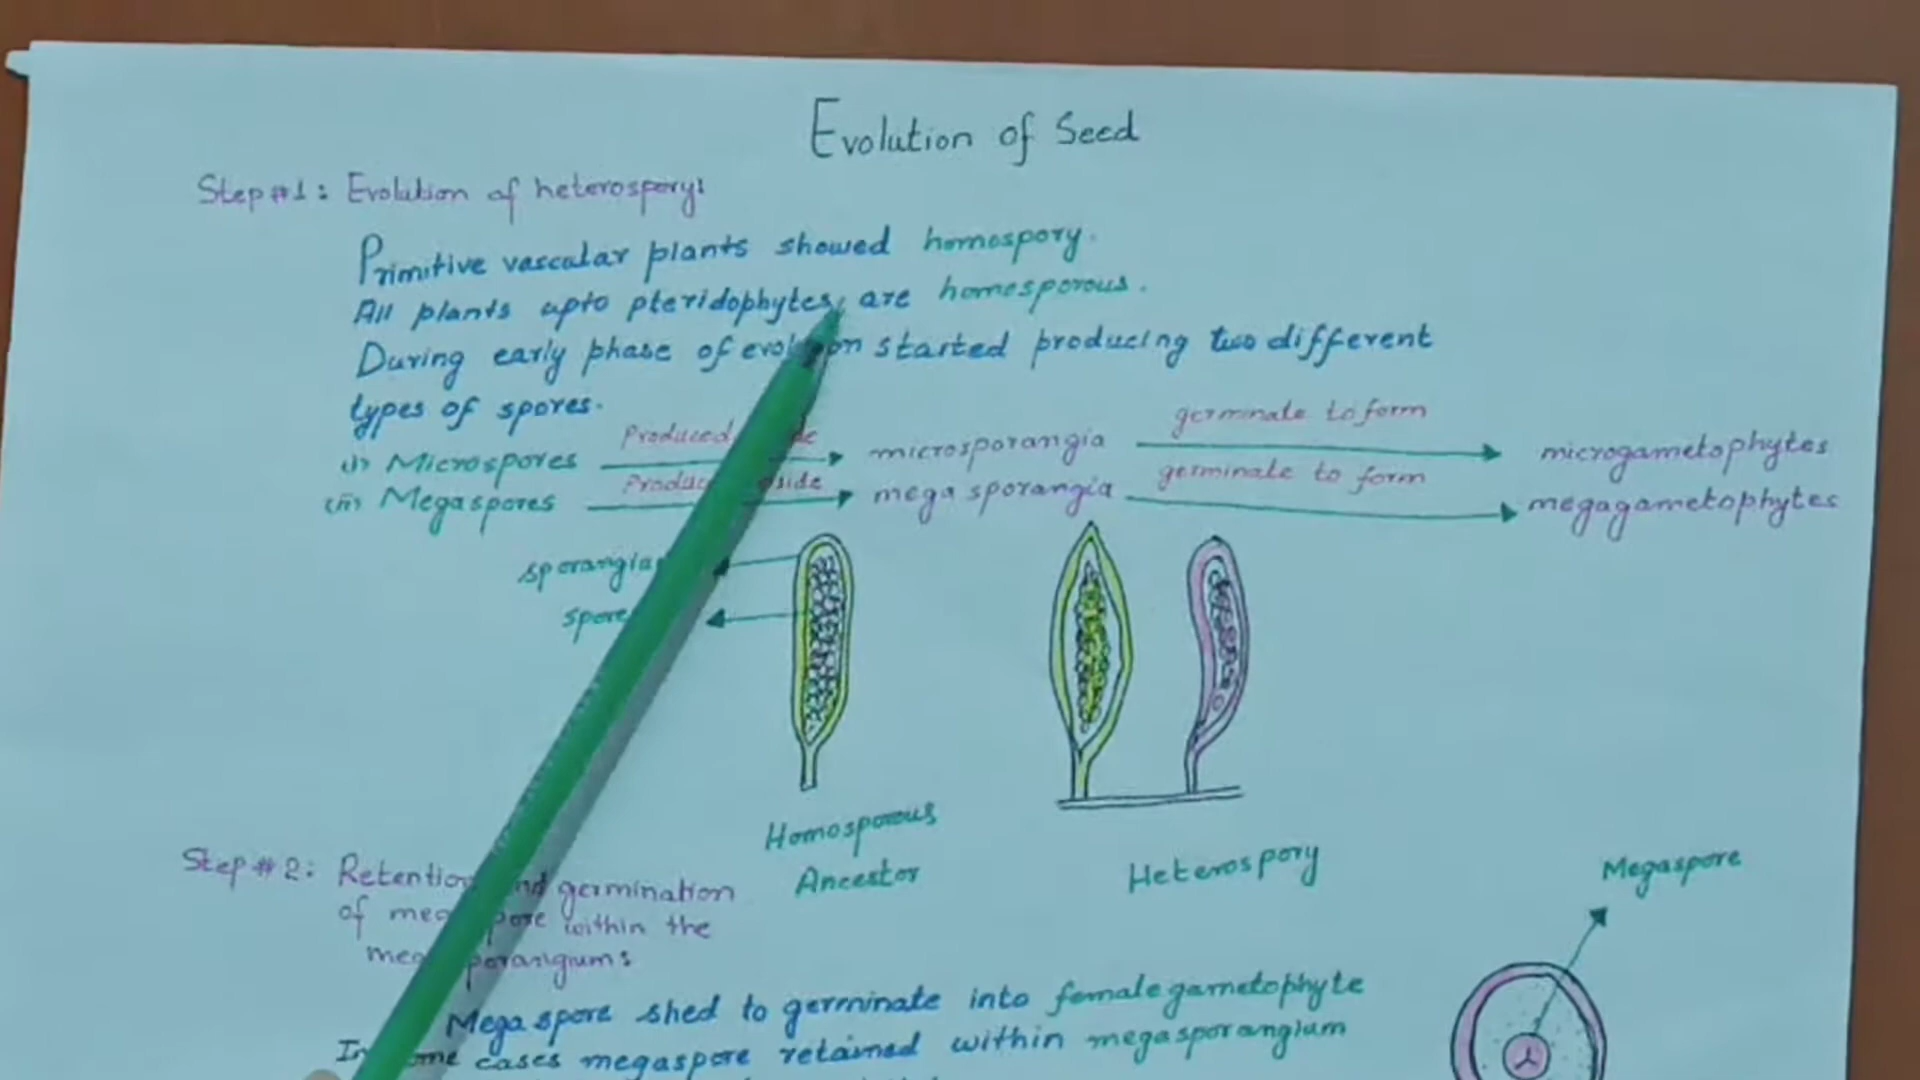 Evolution of Seed
Step#1: Evolution of heterospory:
Primitive vascular plants showed homospory.
All plants upto pteridophytes, are homosporous.
During early phase of evol on started producing two different
types of spores.
Produced
germinate to form
(i) Microspores
microsporangia
microgametophytes
germinate to form
(ii) Megaspores
mega sporangia
megagametophytes
sporangia
spore
Homosporous
Ancestor
Heterospory
Step#2: Retention germination
of within the
Megaspore
Mega spore shed to germinate into female gametophyte
cases megaspore retained within megasporangium